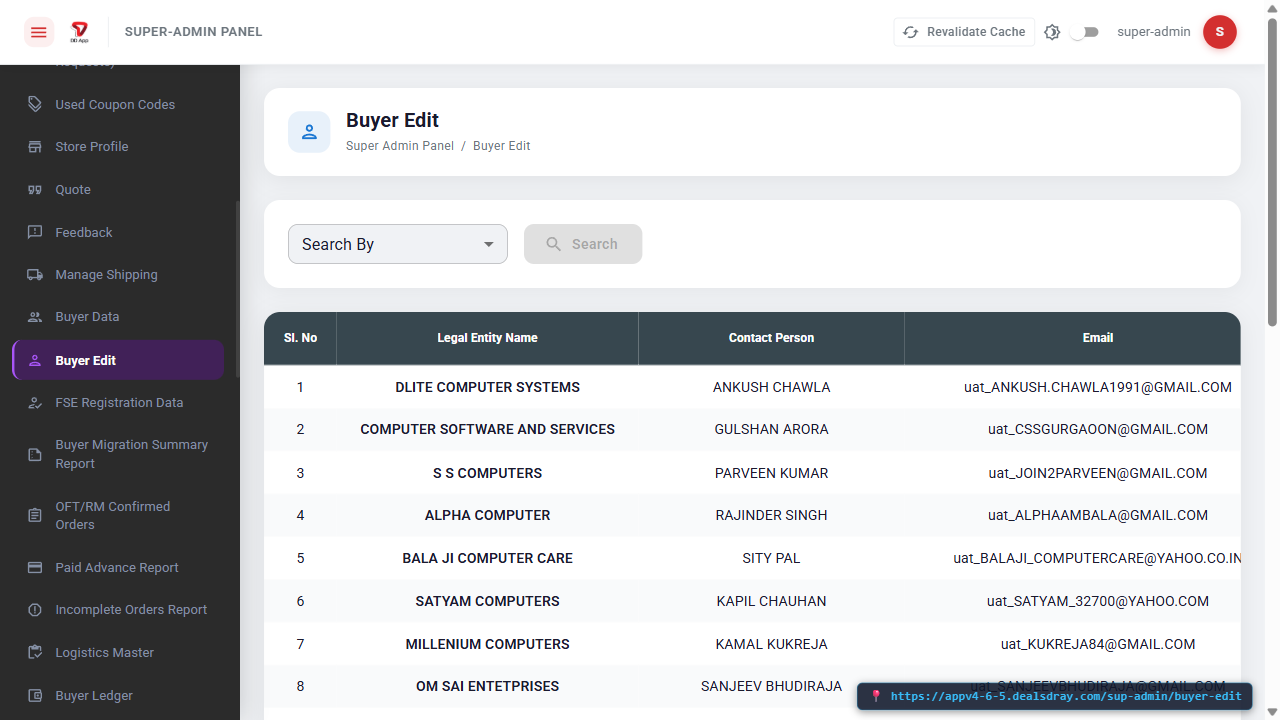 DD App
SUPER-ADMIN PANEL
Revalidate Cache
super-admin
S
Requested
Used Coupon Codes
Store Profile
Quote
Feedback
Manage Shipping
Buyer Data
Buyer Edit
FSE Registration Data
Buyer Migration Summary
Report
OFT/RM Confirmed
Orders
Paid Advance Report
Incomplete Orders Report
Logistics Master
Buyer Ledger
Buyer Edit
Super Admin Panel / Buyer Edit
Search By
Search
Sl. No Legal Entity Name Contact Person Email
1 DLITE COMPUTER SYSTEMS ANKUSH CHAWLA uat_ANKUSH.CHAWLA1991@GMAIL.COM
2 COMPUTER SOFTWARE AND SERVICES GULSHAN ARORA uat_CSSGURGAOON@GMAIL.COM
3 S S COMPUTERS PARVEEN KUMAR uat_JOIN2PARVEEN@GMAIL.COM
4 ALPHA COMPUTER RAJINDER SINGH uat_ALPHAAMBALA@GMAIL.COM
5 BALA JI COMPUTER CARE SITY PAL uat_BALAJI_COMPUTERCARE@YAHOO.CO.IN
6 SATYAM COMPUTERS KAPIL CHAUHAN uat_SATYAM_32700@YAHOO.COM
7 MILLENIUM COMPUTERS KAMAL KUKREJA uat_KUKREJA84@GMAIL.COM
8 OM SAI ENTETPRISES SANJEEV BHUDIRAJA uat_SANJEEVBHUDIRAJA@GMAIL.COM
https://appv4-6-5.dealsdray.com/sup-admin/buyer-edit